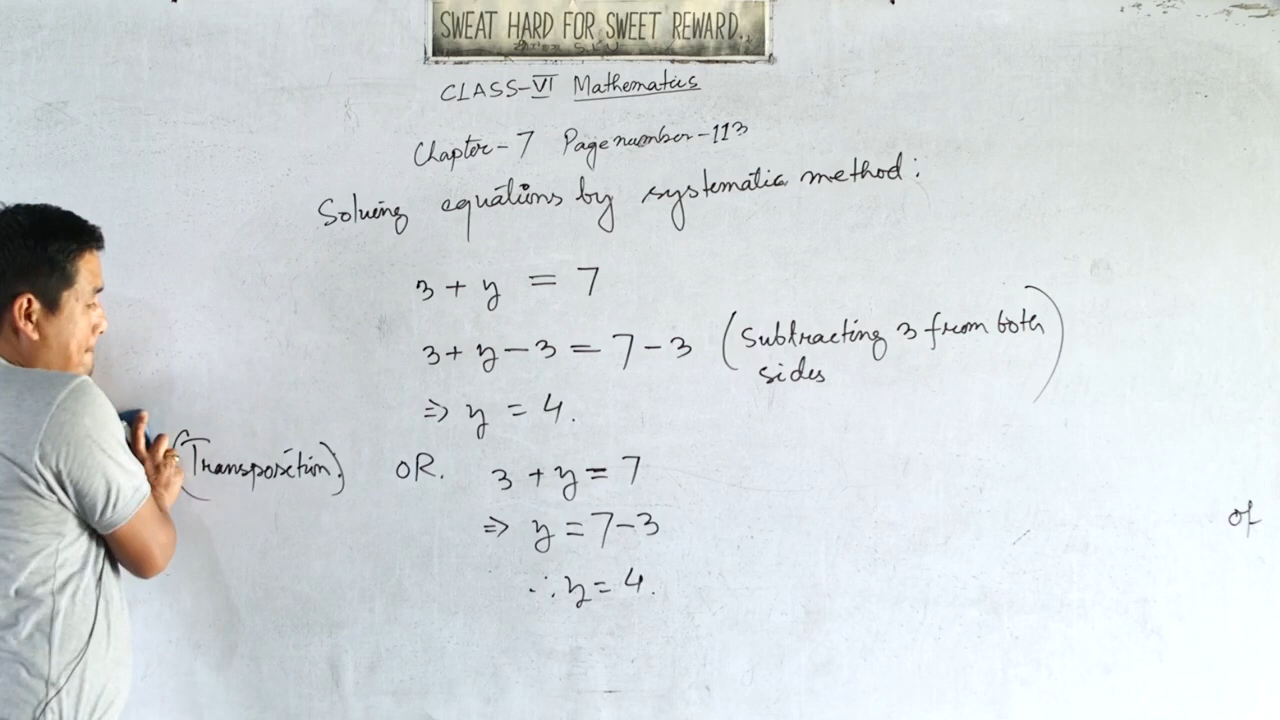 SWEAT HARD FOR SWEET REWARD.
CLASS-VI Mathematics
Chapter-7 Page number-113
Solving equations by systematic method:
3 + y = 7
3 + y - 3 = 7 - 3 (Subtracting 3 from both
sides)
⇒ y = 4.
(Transposition.) OR. 3 + y = 7
⇒ y = 7-3
of
∴ y = 4.